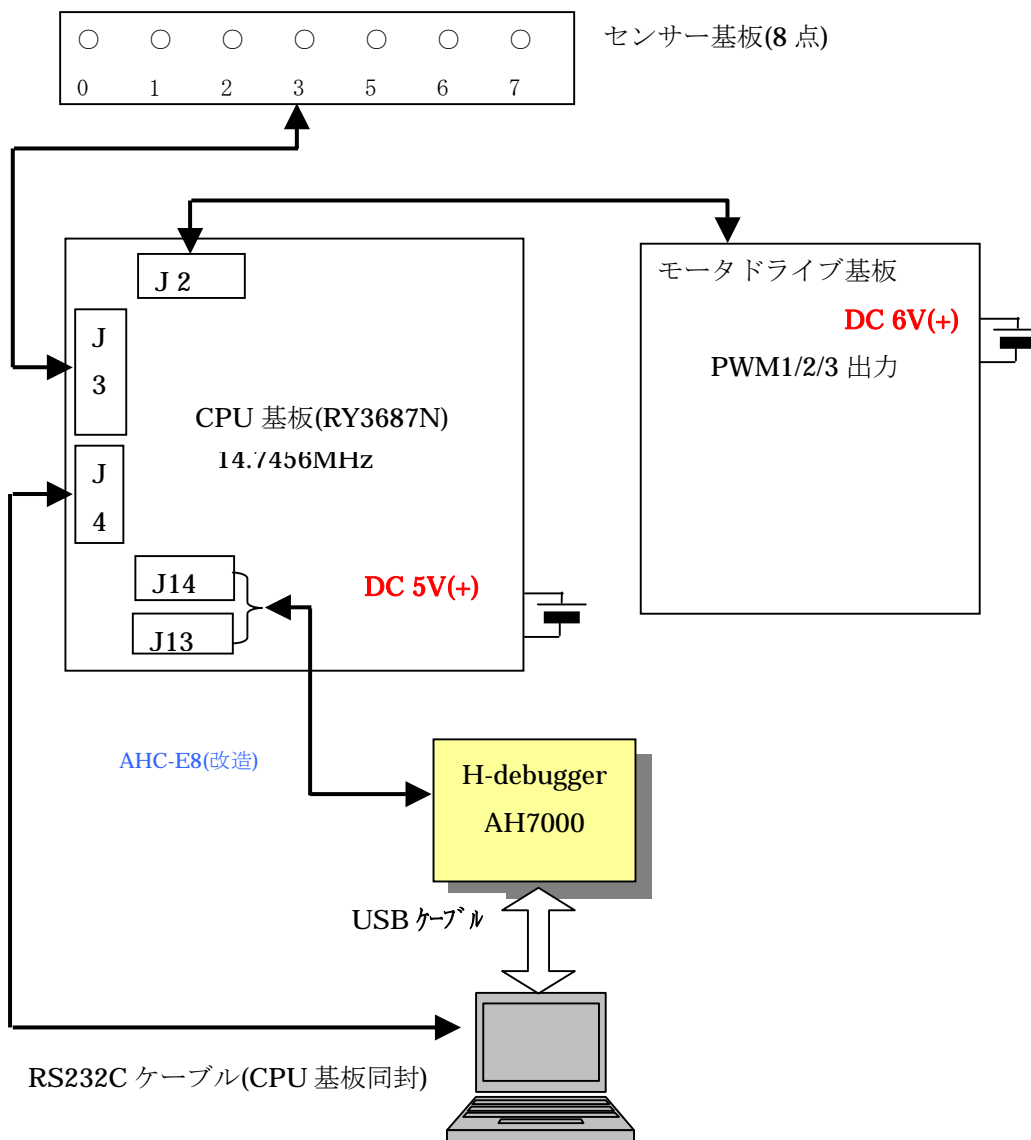 ○ ○ ○ ○ ○ ○ ○
センサー基板(8 点)
0 1 2 3 5 6 7
J 2
モータドライブ基板
DC 6V(+)
PWM1/2/3 出力
J
3
CPU 基板(RY3687N)
14.7456MHz
J
4
J14
DC 5V(+)
J13
AHC-E8(改造)
H-debugger
AH7000
USB ケーブル
RS232C ケーブル(CPU 基板同封)